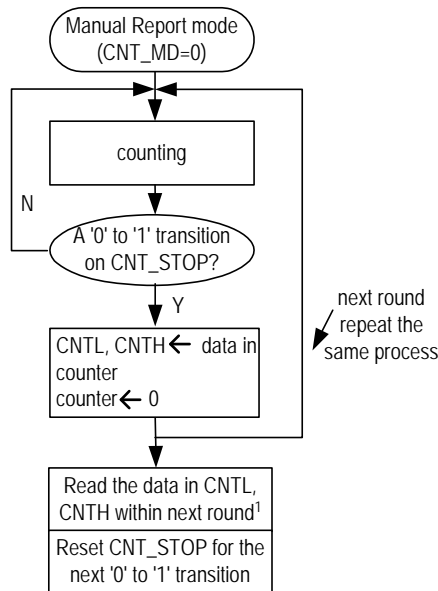 Manual Report mode
(CNT_MD=0)
counting
N
A '0' to '1' transition
on CNT_STOP?
Y
next round
repeat the
same process
CNTL, CNTH ← data in
counter
counter ← 0
Read the data in CNTL,
CNTH within next round¹
Reset CNT_STOP for the
next '0' to '1' transition